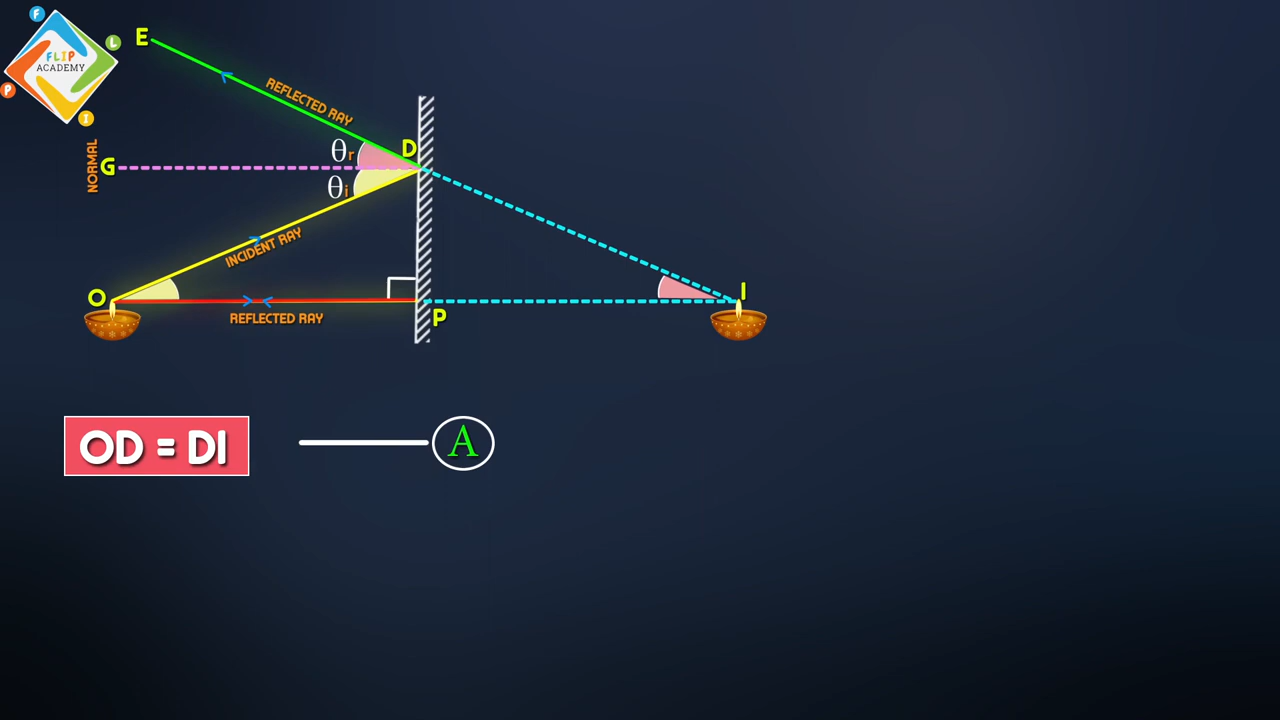 F
L
P
I
FLIP
ACADEMY
E
REFLECTED RAY
D
θr
NORMAL
G
θi
INCIDENT RAY
O
I
REFLECTED RAY
P
OD = DI
A